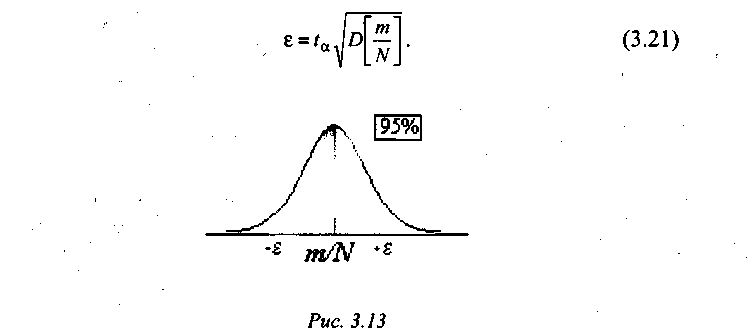 ε = t_α √D[m/N]. (3.21)
95%
-ε m/N +ε
Рис. 3.13